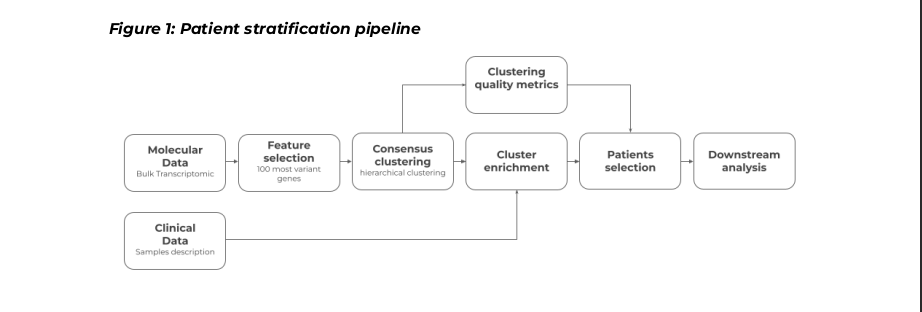 Figure 1: Patient stratification pipeline
Clustering
quality metrics
Molecular
Data
Bulk Transcriptomic
Feature
selection
100 most variant
genes
Consensus
clustering
hierarchical clustering
Cluster
enrichment
Patients
selection
Downstream
analysis
Clinical
Data
Samples description